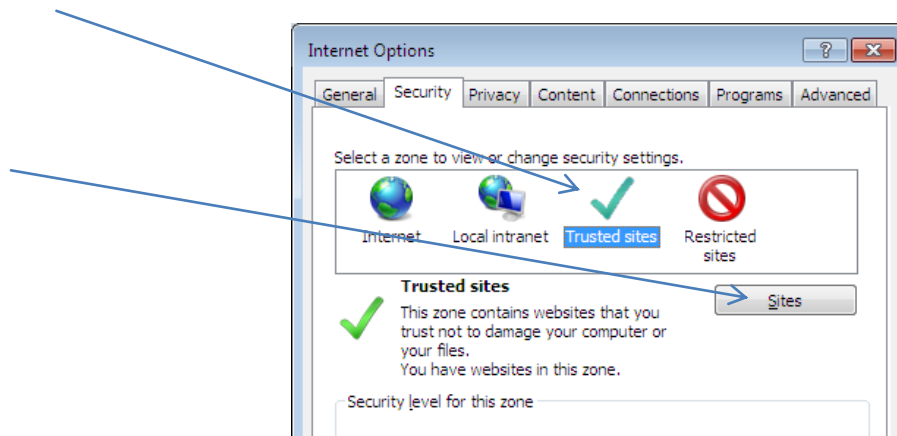 Internet Options
General Security Privacy Content Connections Programs Advanced
Select a zone to view or change security settings.
Internet Local intranet Trusted sites Restricted sites
Trusted sites
Sites
This zone contains websites that you
trust not to damage your computer or
your files.
You have websites in this zone.
Security level for this zone